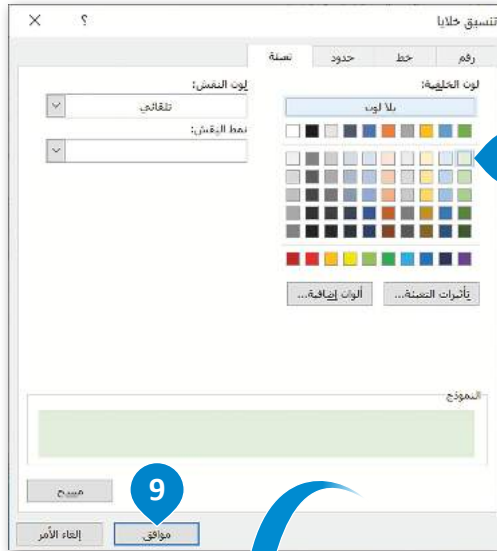 تنسيق خلايا
؟
رقم
خط
حدود
تعبئة
لون الخلفية:
بلا لون
تأثيرات التعبئة...
ألوان إضافية...
لون النقش:
تلقائي
نمط النقش:
النموذج
مسح
9
موافق
إلغاء الأمر